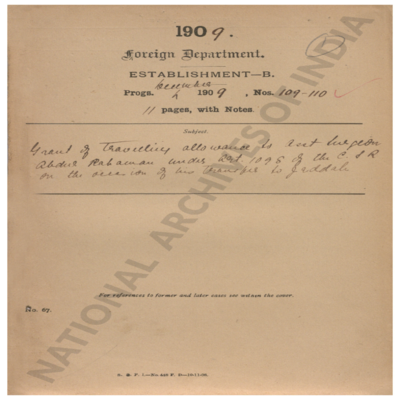 1909.
Foreign Department.
ESTABLISHMENT—B.
December
Progs. 1909, Nos. 109-110
11 pages, with Notes.
Subject.
Grant of Travelling allowance to Asst Surgeon
Abdur Rahaman under Art 1096 of the C S R
on the occasion of his transfer to Jeddah
For references to former and later cases see within the cover.
No. 67.
NATIONAL ARCHIVES OF INDIA